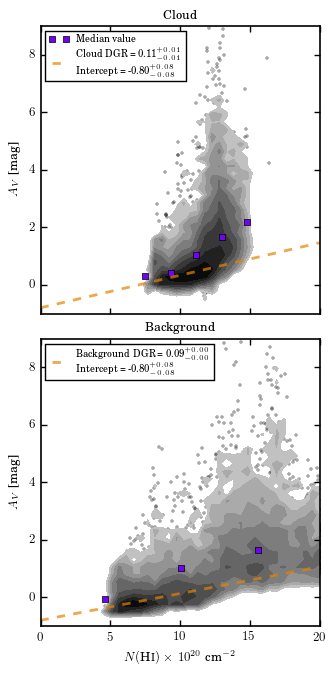 Cloud
8
6
4
2
0
A_V [mag]
Median value
Cloud DGR = 0.11^{+0.01}_{-0.01}
Intercept = -0.80^{+0.08}_{-0.08}
Background
8
6
4
2
0
A_V [mag]
Background DGR = 0.09^{+0.00}_{-0.00}
Intercept = -0.80^{+0.08}_{-0.08}
0 5 10 15 20
N(HI) × 10^{20} cm^{-2}